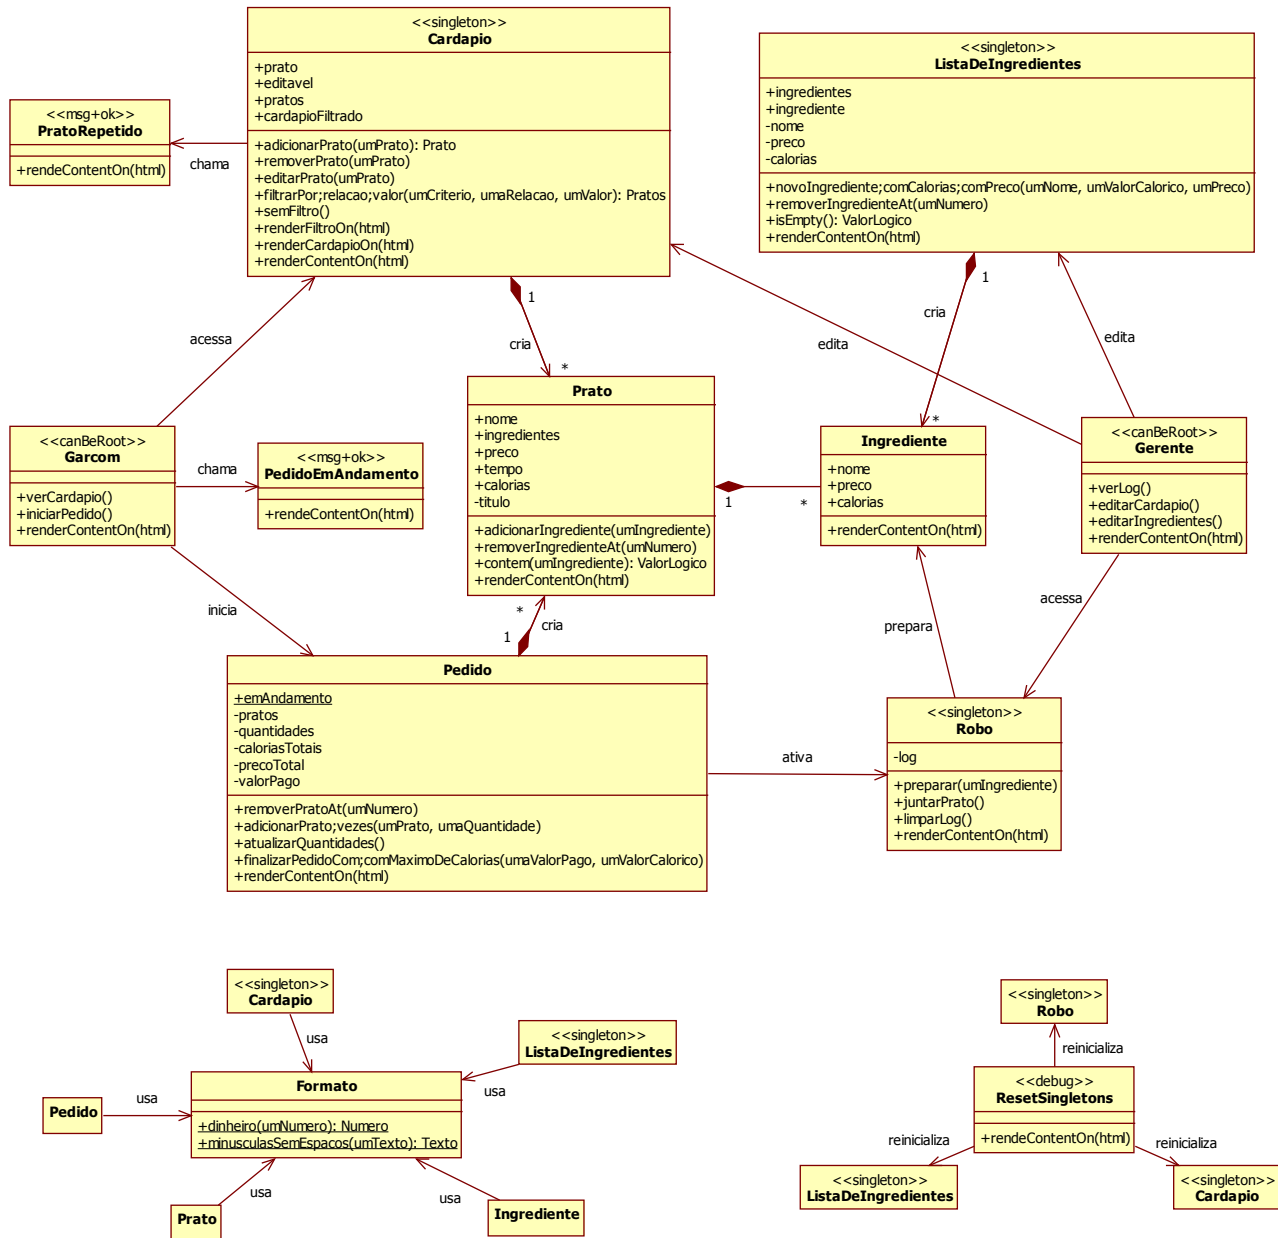 <<singleton>>
Cardapio
+prato
+editavel
+pratos
+cardapioFiltrado
+adicionarPrato(umPrato): Prato
+removerPrato(umPrato)
+editarPrato(umPrato)
+filtrarPor;relacao;valor(umCriterio, umaRelacao, umValor): Pratos
+semFiltro()
+renderFiltroOn(html)
+renderCardapioOn(html)
+renderContentOn(html)
<<singleton>>
ListaDeIngredientes
+ingredientes
+ingrediente
-nome
-preco
-calorias
+novoIngrediente;comCalorias;comPreco(umNome, umValorCalorico, umPreco)
+removerIngredienteAt(umNumero)
+isEmpty(): ValorLogico
+renderContentOn(html)
<<msg+ok>>
PratoRepetido
+rendeContentOn(html)
chama
1
cria
*
1
cria
*
acessa
edita
edita
<<canBeRoot>>
Garcom
+verCardapio()
+iniciarPedido()
+renderContentOn(html)
chama
<<msg+ok>>
PedidoEmAndamento
+rendeContentOn(html)
Prato
+nome
+ingredientes
+preco
+tempo
+calorias
-titulo
+adicionarIngrediente(umIngrediente)
+removerIngredienteAt(umNumero)
+contem(umIngrediente): ValorLogico
+renderContentOn(html)
1
*
Ingrediente
+nome
+preco
+calorias
+renderContentOn(html)
<<canBeRoot>>
Gerente
+verLog()
+editarCardapio()
+editarIngredientes()
+renderContentOn(html)
inicia
*
1
cria
prepara
acessa
Pedido
+emAndamento
-pratos
-quantidades
-caloriasTotais
-precoTotal
-valorPago
+removerPratoAt(umNumero)
+adicionarPrato;vezes(umPrato, umaQuantidade)
+atualizarQuantidades()
+finalizarPedidoCom;comMaximoDeCalorias(umaValorPago, umValorCalorico)
+renderContentOn(html)
ativa
<<singleton>>
Robo
-log
+preparar(umIngrediente)
+juntarPrato()
+limparLog()
+renderContentOn(html)
<<singleton>>
Cardapio
usa
<<singleton>>
ListaDeIngredientes
usa
Pedido
usa
Formato
+dinheiro(umNumero): Numero
+minusculasSemEspacos(umTexto): Texto
usa
Prato
usa
Ingrediente
<<singleton>>
Robo
reinicializa
<<debug>>
ResetSingletons
+rendeContentOn(html)
reinicializa
reinicializa
<<singleton>>
ListaDeIngredientes
<<singleton>>
Cardapio